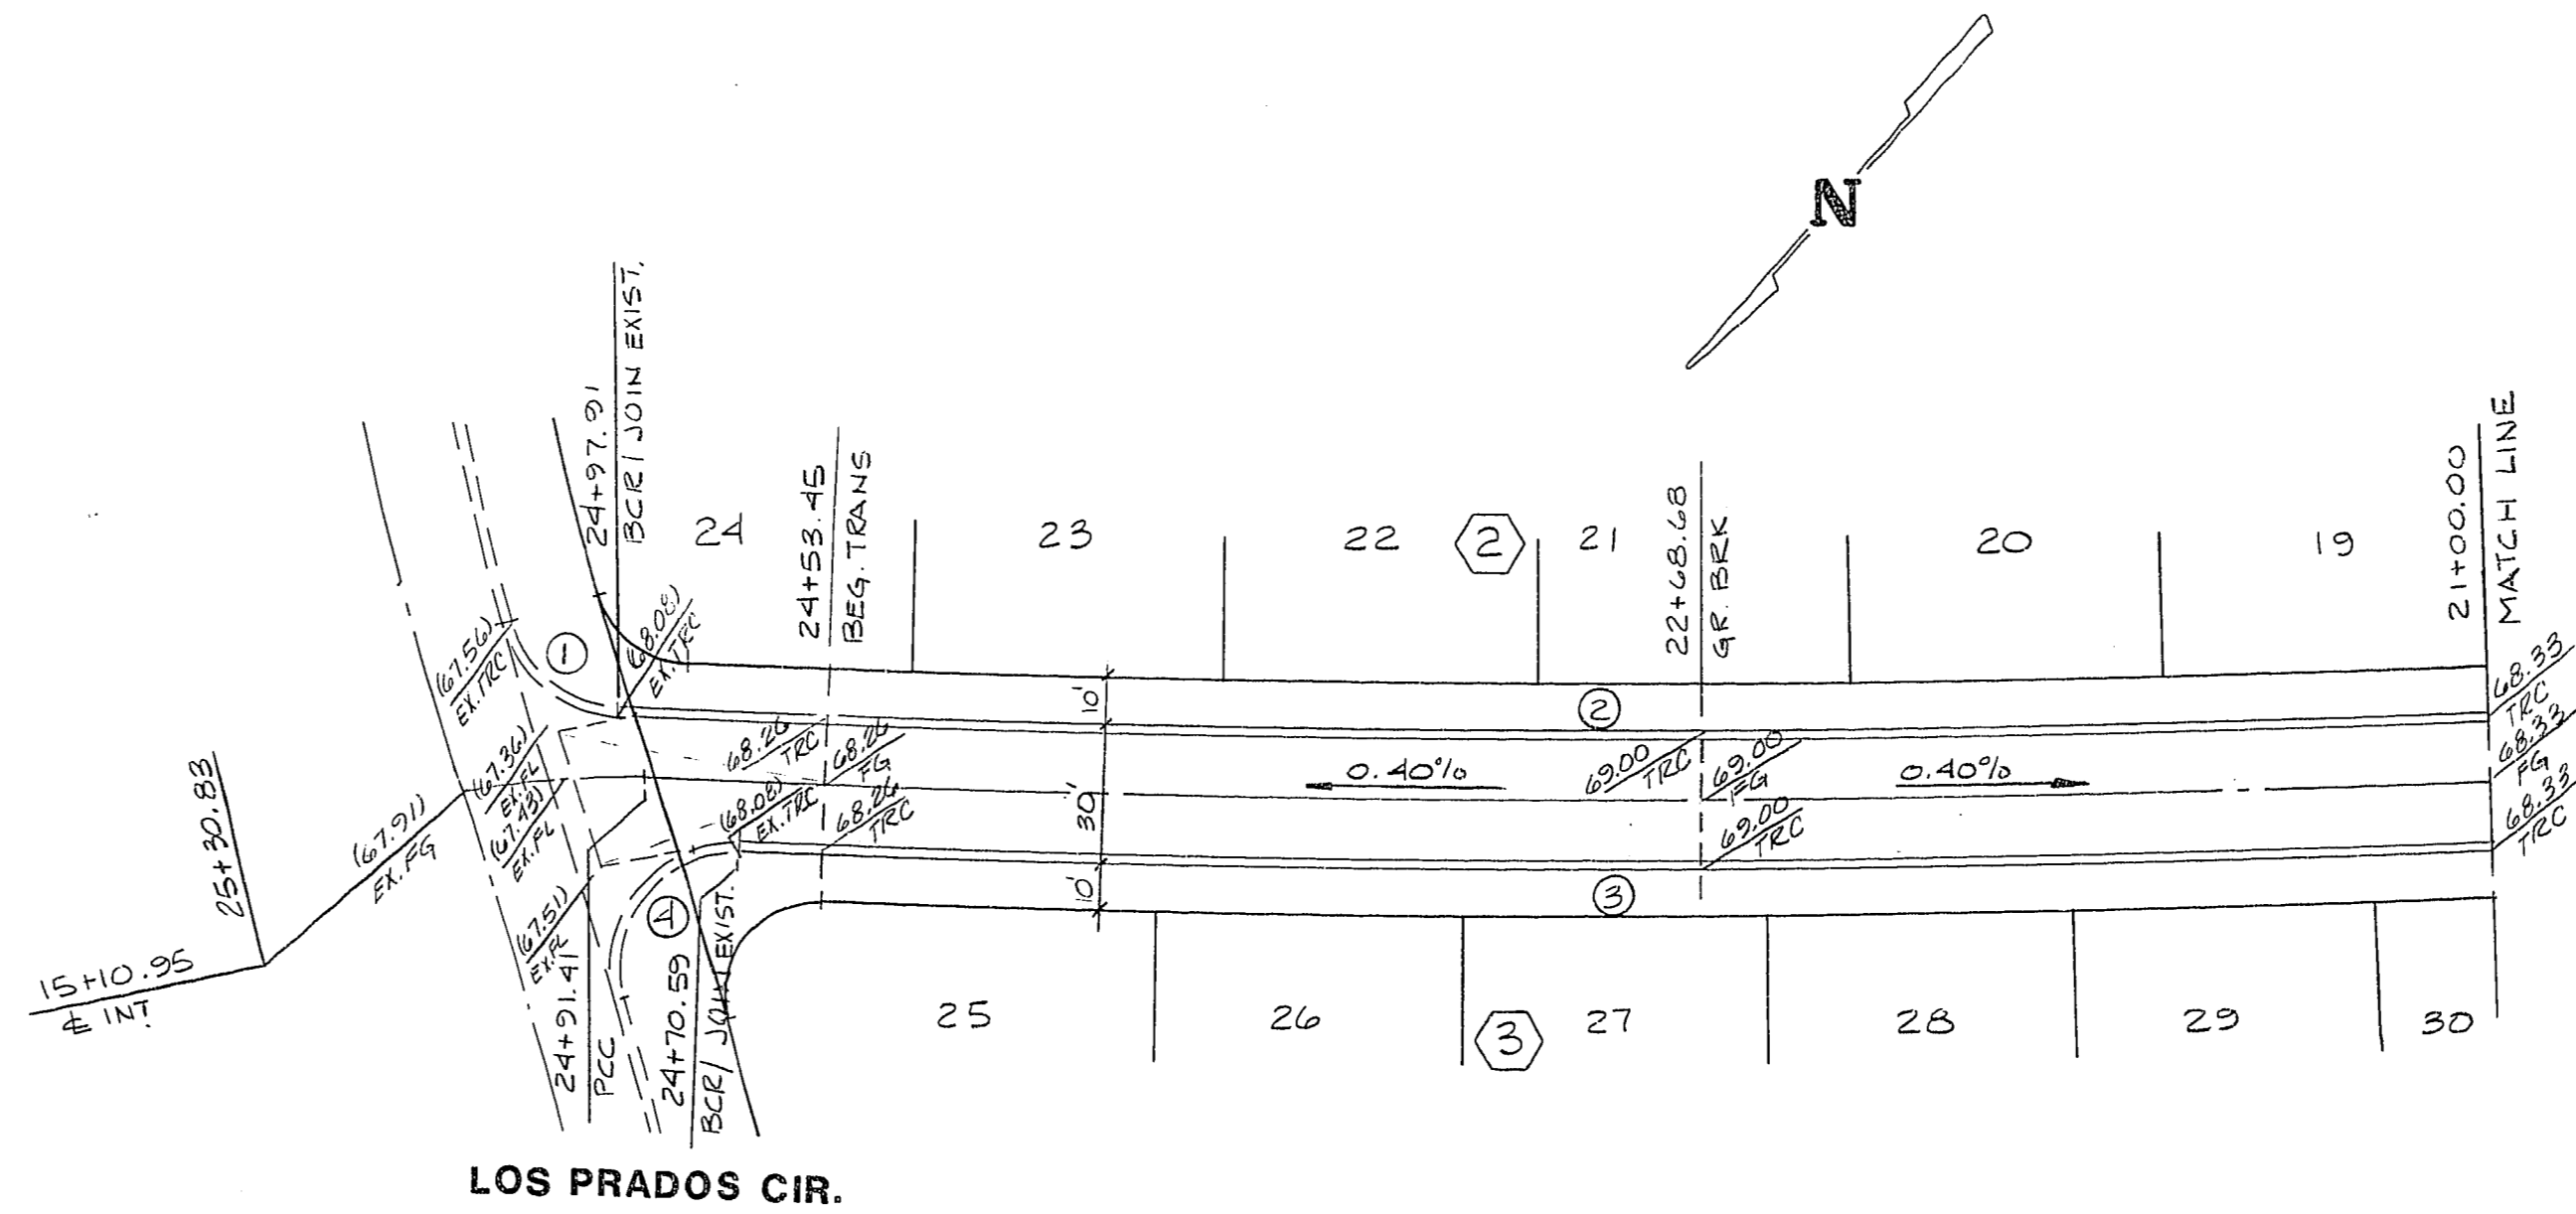 N
24+97.91
BCR/ JOIN EXIST.
24+53.45
BEG. TRANS
22+68.68
GR. BRK
21+00.00
MATCH LINE
24
23
22
2
21
20
19
(67.56)
EX. TRC
1
(68.08)
EX. TRC
10'
2
68.33
TRC
68.33
FG
68.33
TRC
(67.36)
EX. FL
68.26
TRC
68.26
FG
69.00
TRC
69.00
FG
0.40%
0.40%
30'
(67.43)
EX. FL
(68.08)
EX. TRC
68.26
TRC
69.00
TRC
25+30.83
(67.91)
EX. FG
10'
3
(67.51)
EX. FL
4
15+10.95
℄ INT.
24+91.41
PCC
24+70.59
BCR/ JOIN EXIST.
25
26
3
27
28
29
30
LOS PRADOS CIR.